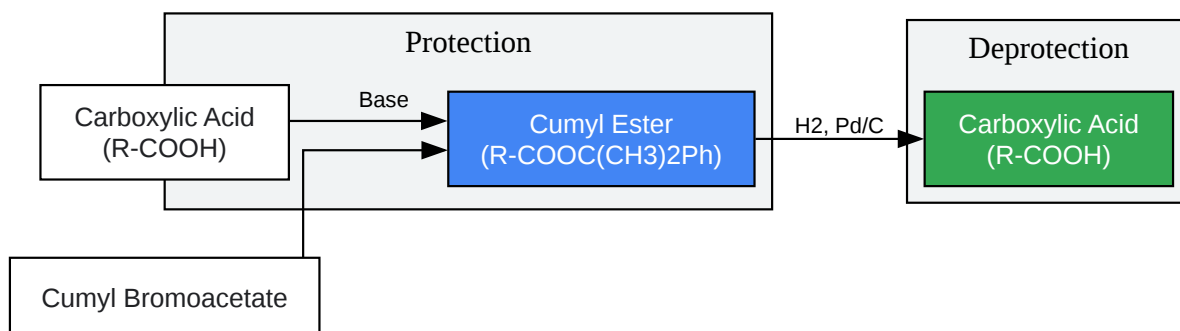 Protection
Deprotection
Carboxylic Acid
(R-COOH)
Base
Cumyl Ester
(R-COOC(CH3)2Ph)
H2, Pd/C
Carboxylic Acid
(R-COOH)
Cumyl Bromoacetate